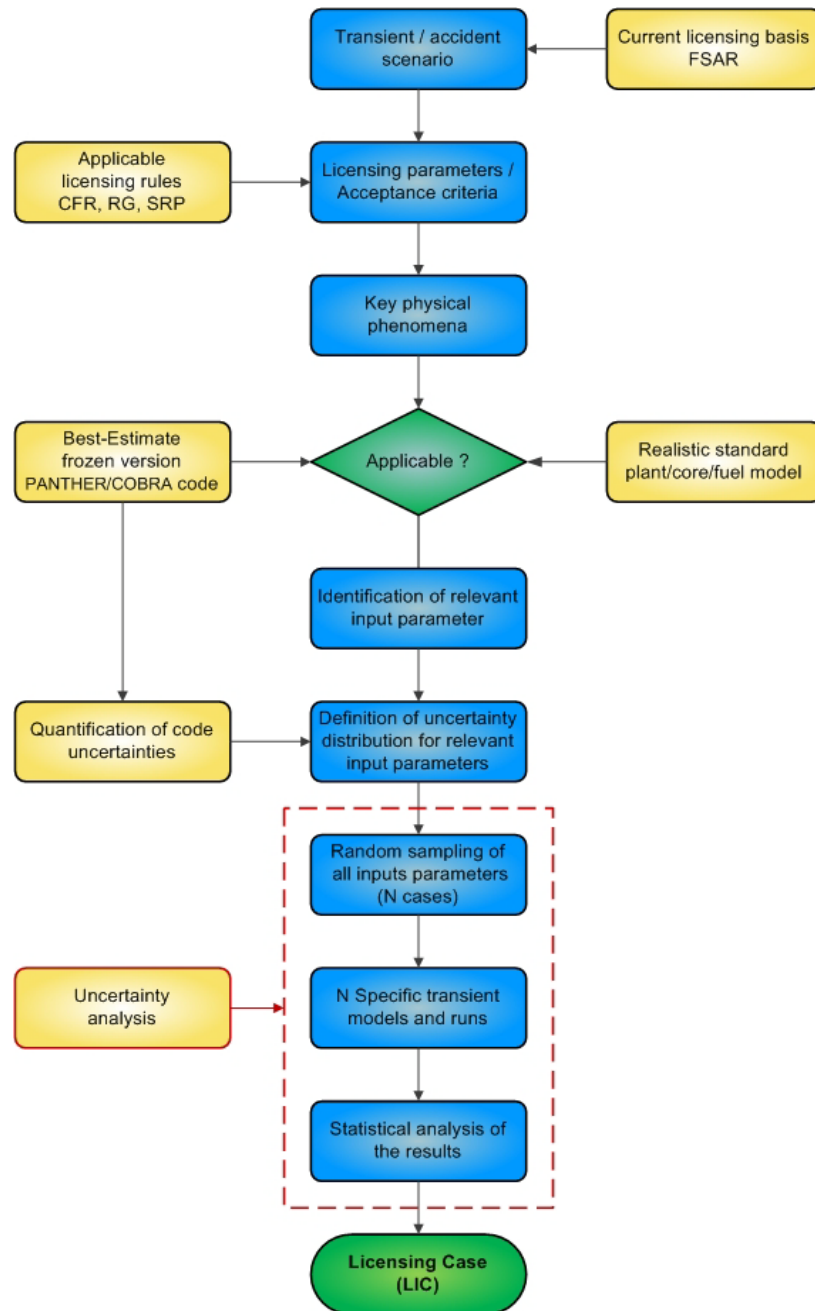 Transient / accident
scenario
Current licensing basis
FSAR
Applicable
licensing rules
CFR, RG, SRP
Licensing parameters /
Acceptance criteria
Key physical
phenomena
Best-Estimate
frozen version
PANTHER/COBRA code
Applicable ?
Realistic standard
plant/core/fuel model
Identification of relevant
input parameter
Quantification of code
uncertainties
Definition of uncertainty
distribution for relevant
input parameters
Random sampling of
all inputs parameters
(N cases)
Uncertainty
analysis
N Specific transient
models and runs
Statistical analysis of
the results
Licensing Case
(LIC)